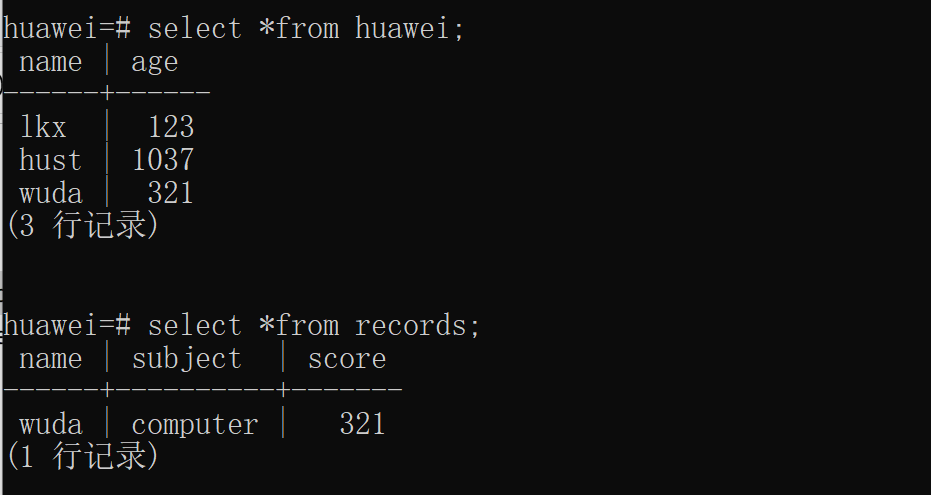 huawei=# select *from huawei;
 name | age
------+------
 lkx  |  123
 hust | 1037
 wuda |  321
(3 行记录)
huawei=# select *from records;
 name | subject  | score
------+----------+-------
 wuda | computer |   321
(1 行记录)